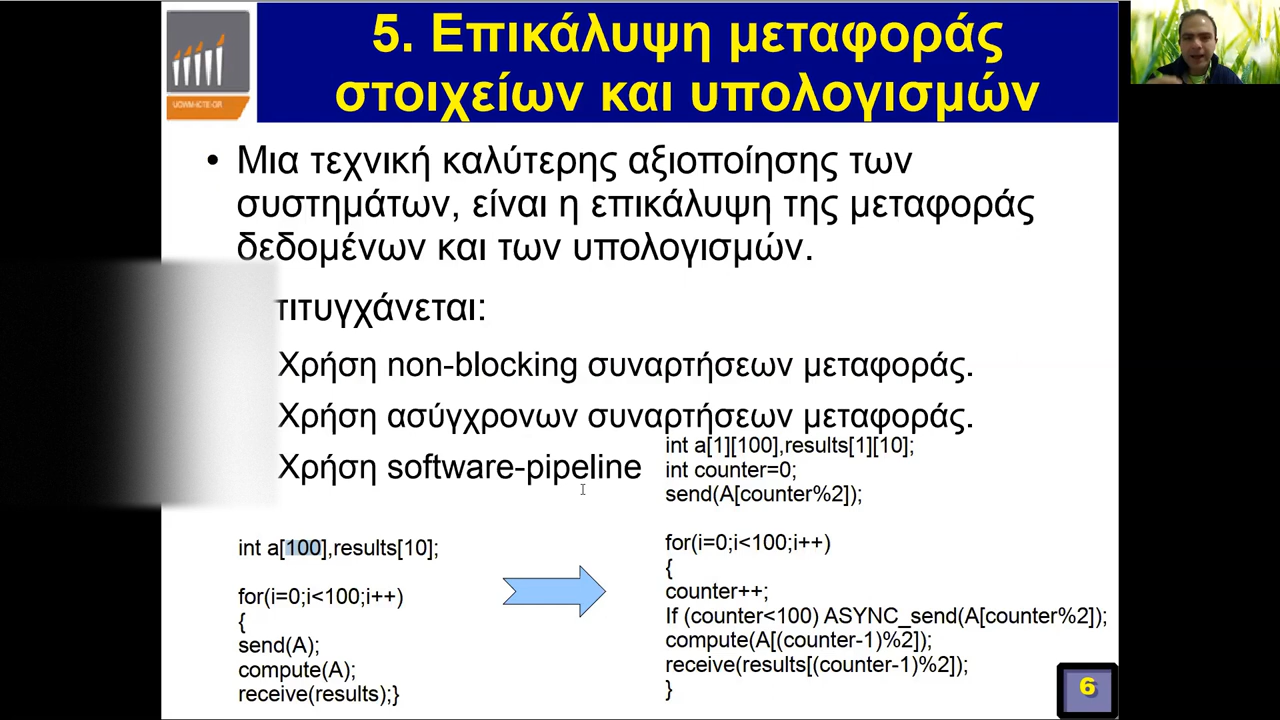 UOWM-ICTE-GR
5. Επικάλυψη μεταφοράς
στοιχείων και υπολογισμών
• Μια τεχνική καλύτερης αξιοποίησης των
συστημάτων, είναι η επικάλυψη της μεταφοράς
δεδομένων και των υπολογισμών.
τιτυγχάνεται:
Χρήση non-blocking συναρτήσεων μεταφοράς.
Χρήση ασύγχρονων συναρτήσεων μεταφοράς.
Χρήση software-pipeline
int a[100],results[10];
for(i=0;i<100;i++)
{
send(A);
compute(A);
receive(results);}
int a[1][100],results[1][10];
int counter=0;
send(A[counter%2]);
for(i=0;i<100;i++)
{
counter++;
If (counter<100) ASYNC_send(A[counter%2]);
compute(A[(counter-1)%2]);
receive(results[(counter-1)%2]);
}
6